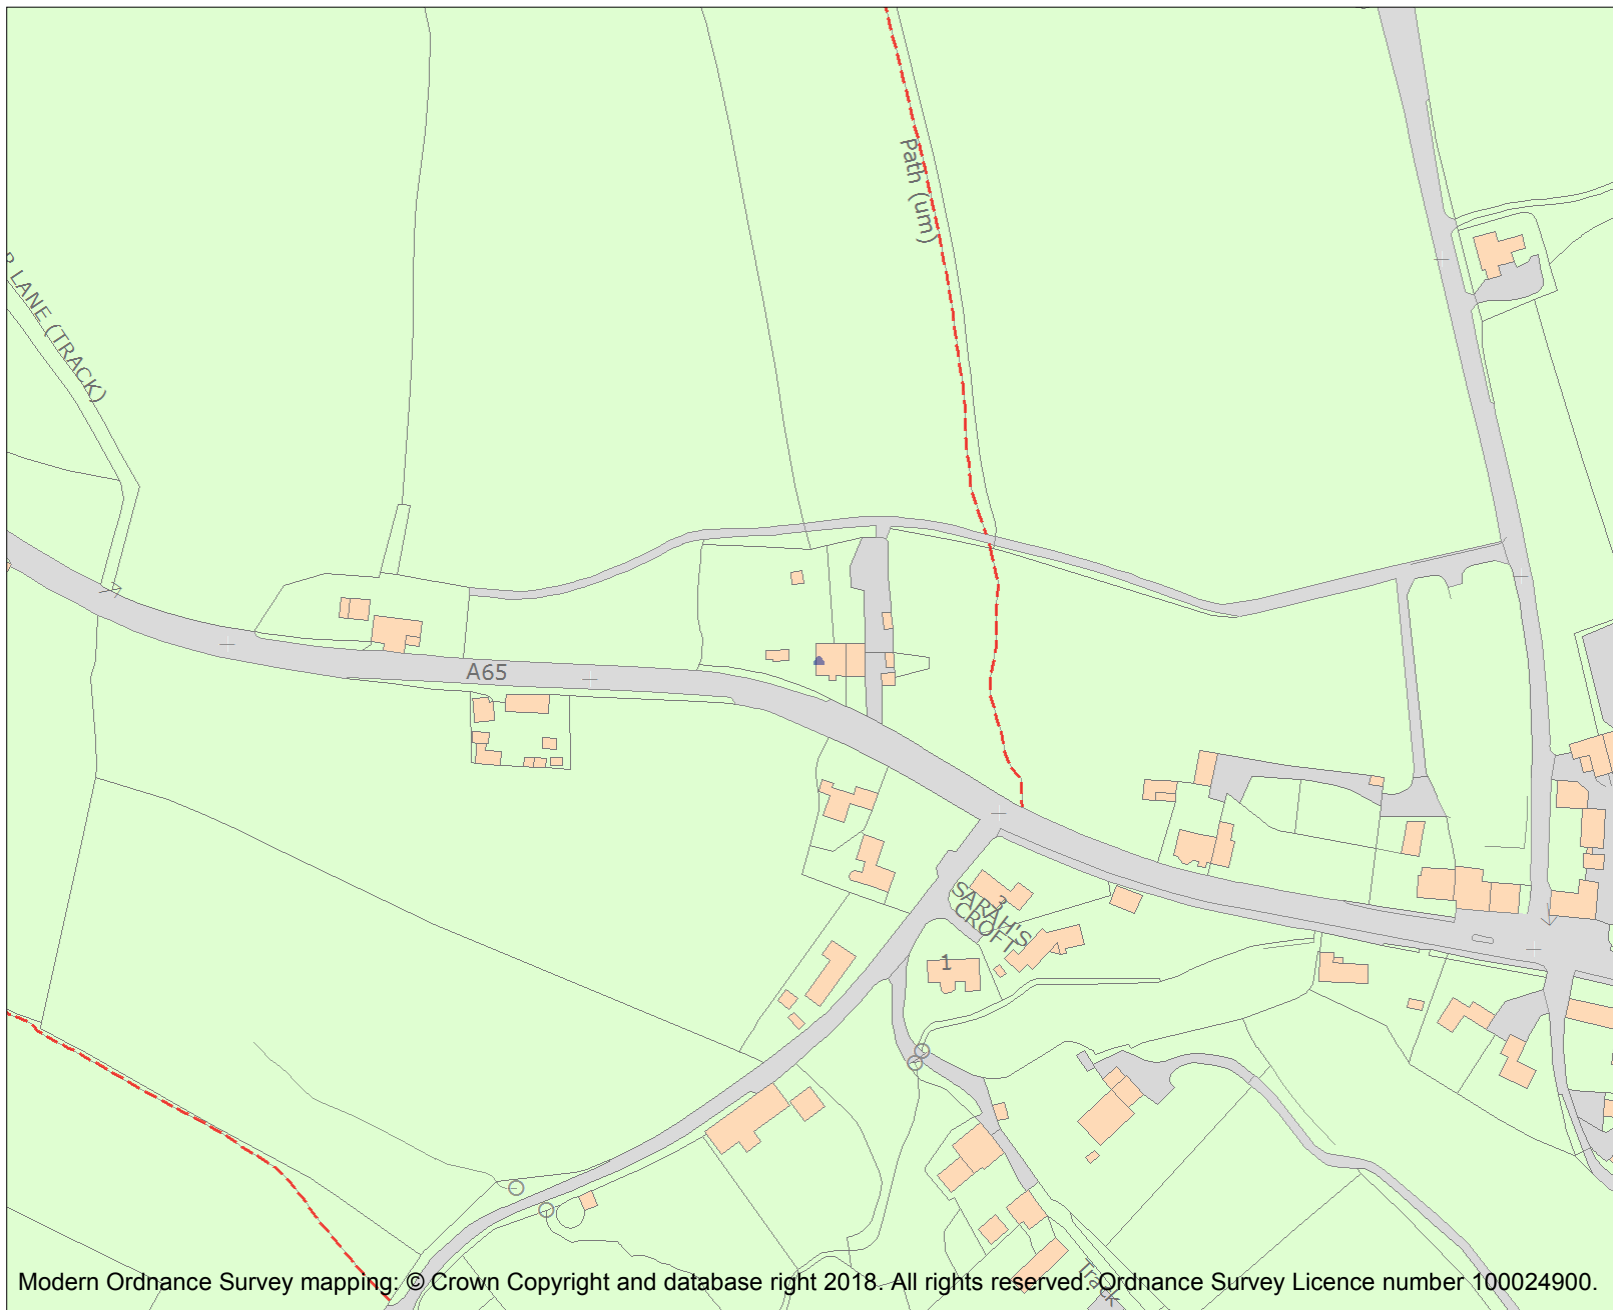 Path (um)
LANE (TRACK)
A65
3
SARAH'S
CROFT
1
Track
Modern Ordnance Survey mapping: © Crown Copyright and database right 2018. All rights reserved. Ordnance Survey Licence number 100024900.